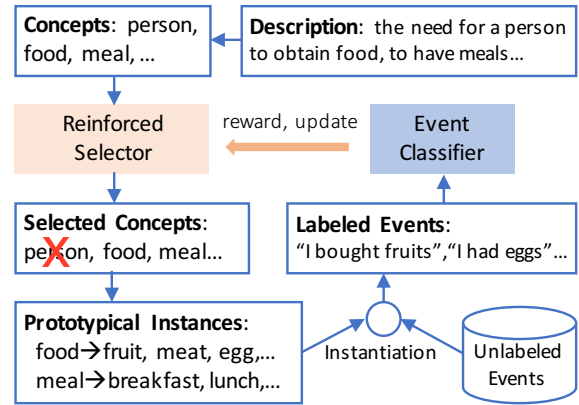 Concepts: person,
food, meal, ...
Description: the need for a person
to obtain food, to have meals...
Reinforced
Selector
reward, update
Event
Classifier
Selected Concepts:
person, food, meal...
X
Labeled Events:
“I bought fruits”,“I had eggs”...
Prototypical Instances:
food→fruit, meat, egg,...
meal→breakfast, lunch,...
Instantiation
Unlabeled
Events